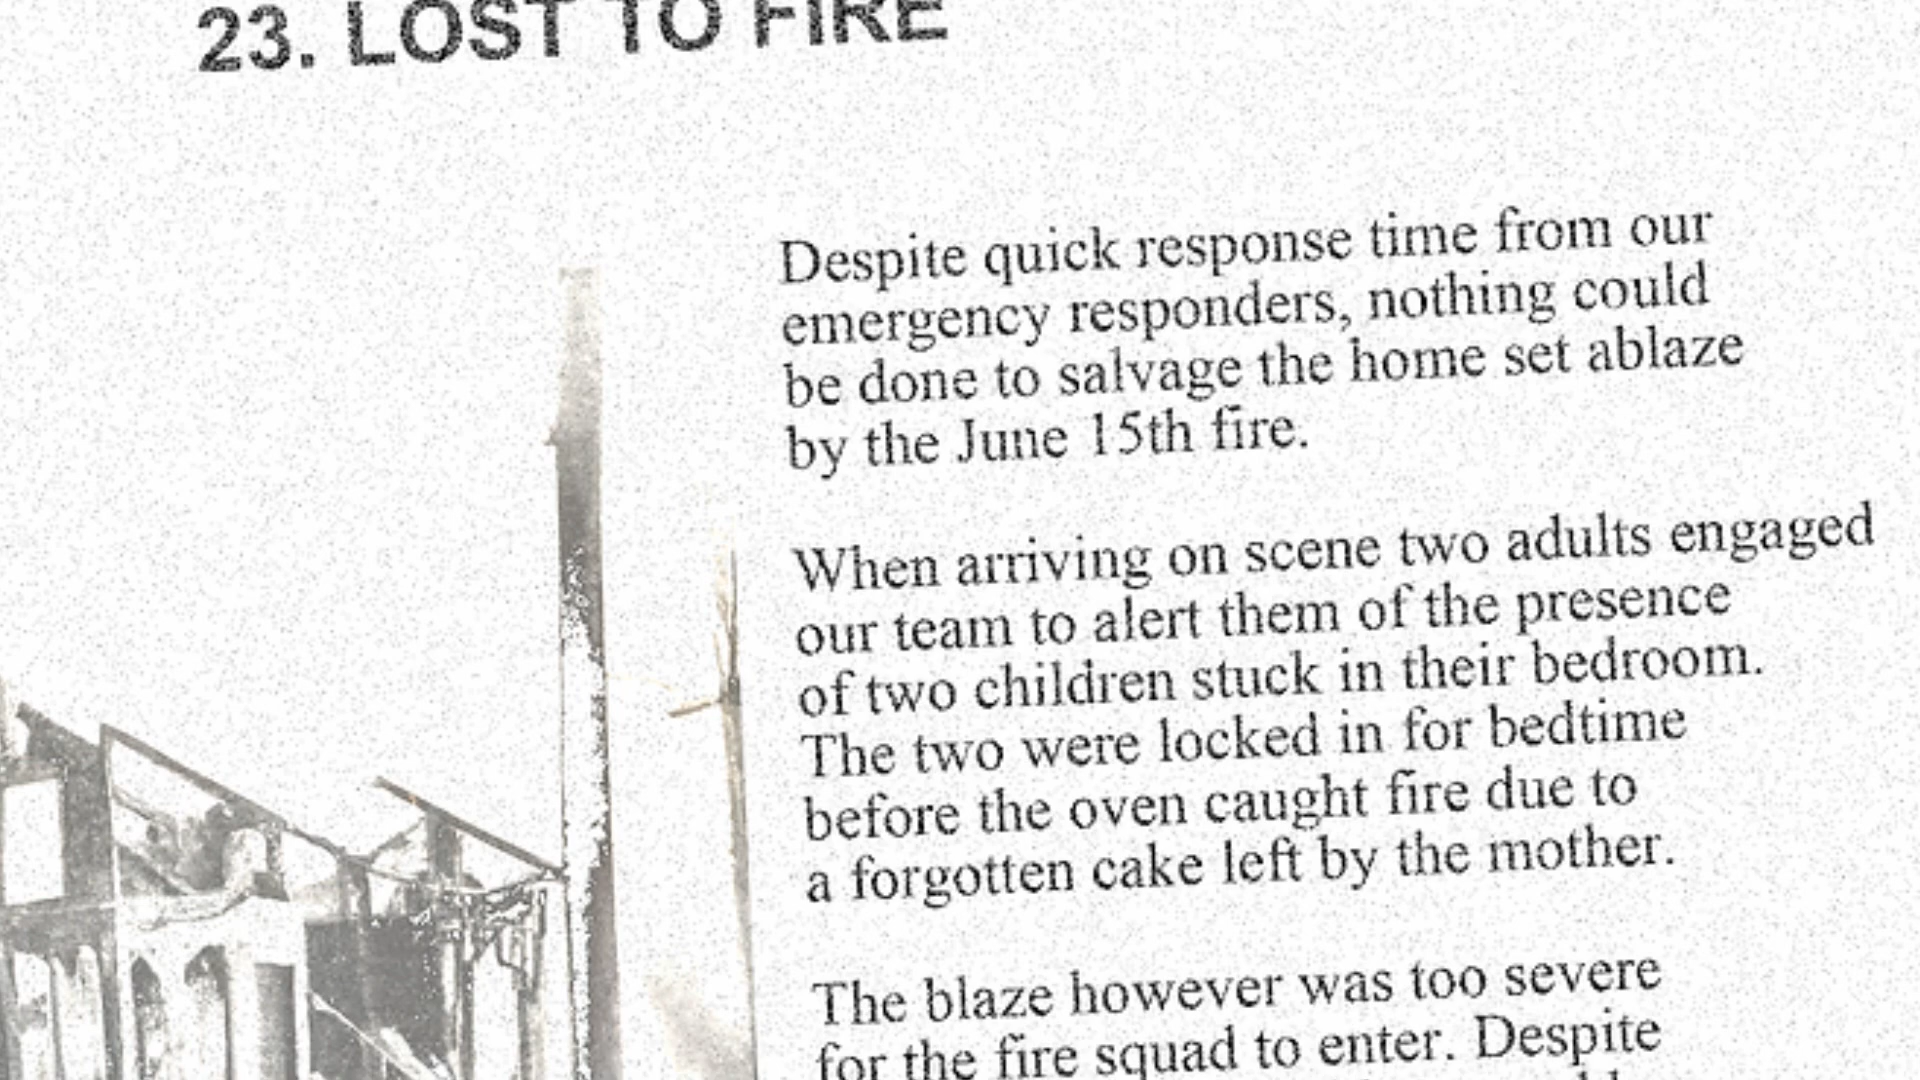 23. LOST TO FIRE
Despite quick response time from our
emergency responders, nothing could
be done to salvage the home set ablaze
by the June 15th fire.
When arriving on scene two adults engaged
our team to alert them of the presence
of two children stuck in their bedroom.
The two were locked in for bedtime
before the oven caught fire due to
a forgotten cake left by the mother.
The blaze however was too severe
for the fire squad to enter. Despite